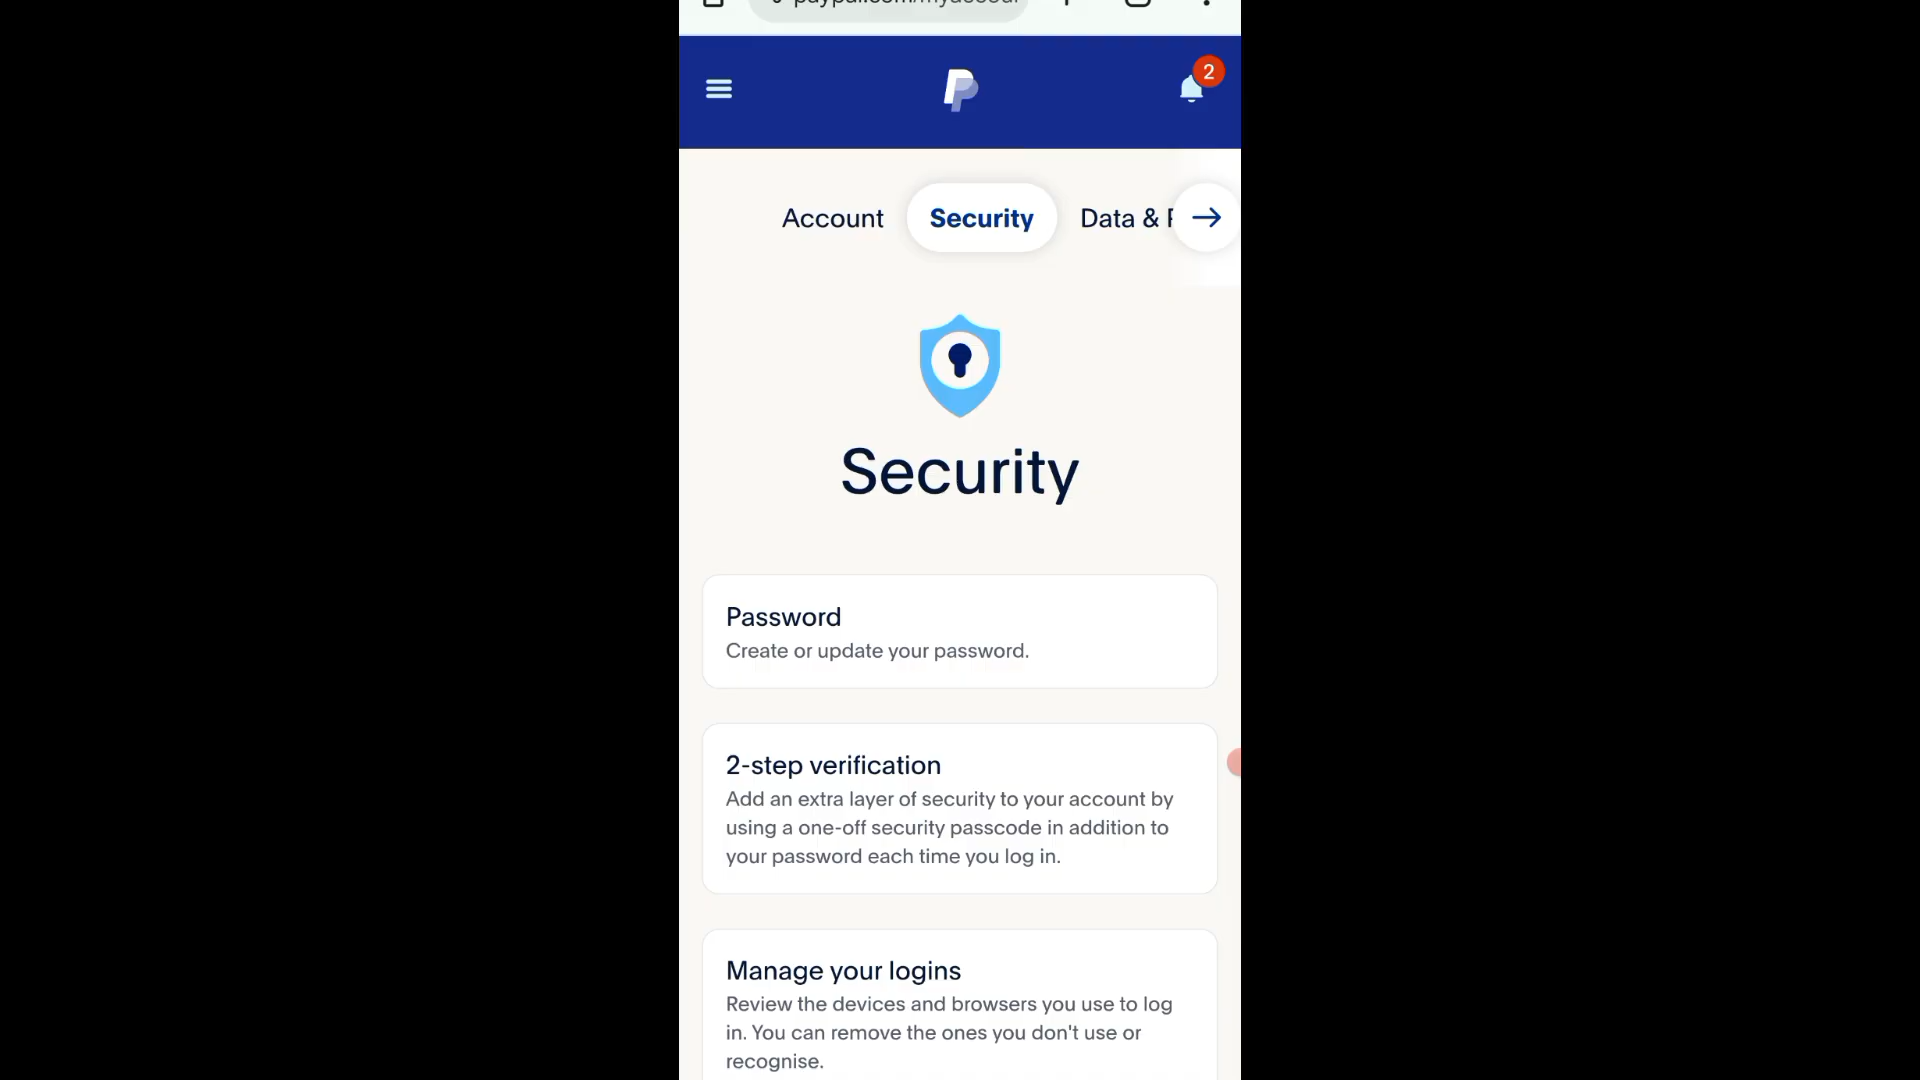 paypal.com/myaccou
2
Account Security Data &
Security
Password
Create or update your password.
2-step verification
Add an extra layer of security to your account by
using a one-off security passcode in addition to
your password each time you log in.
Manage your logins
Review the devices and browsers you use to log
in. You can remove the ones you don't use or
recognise.